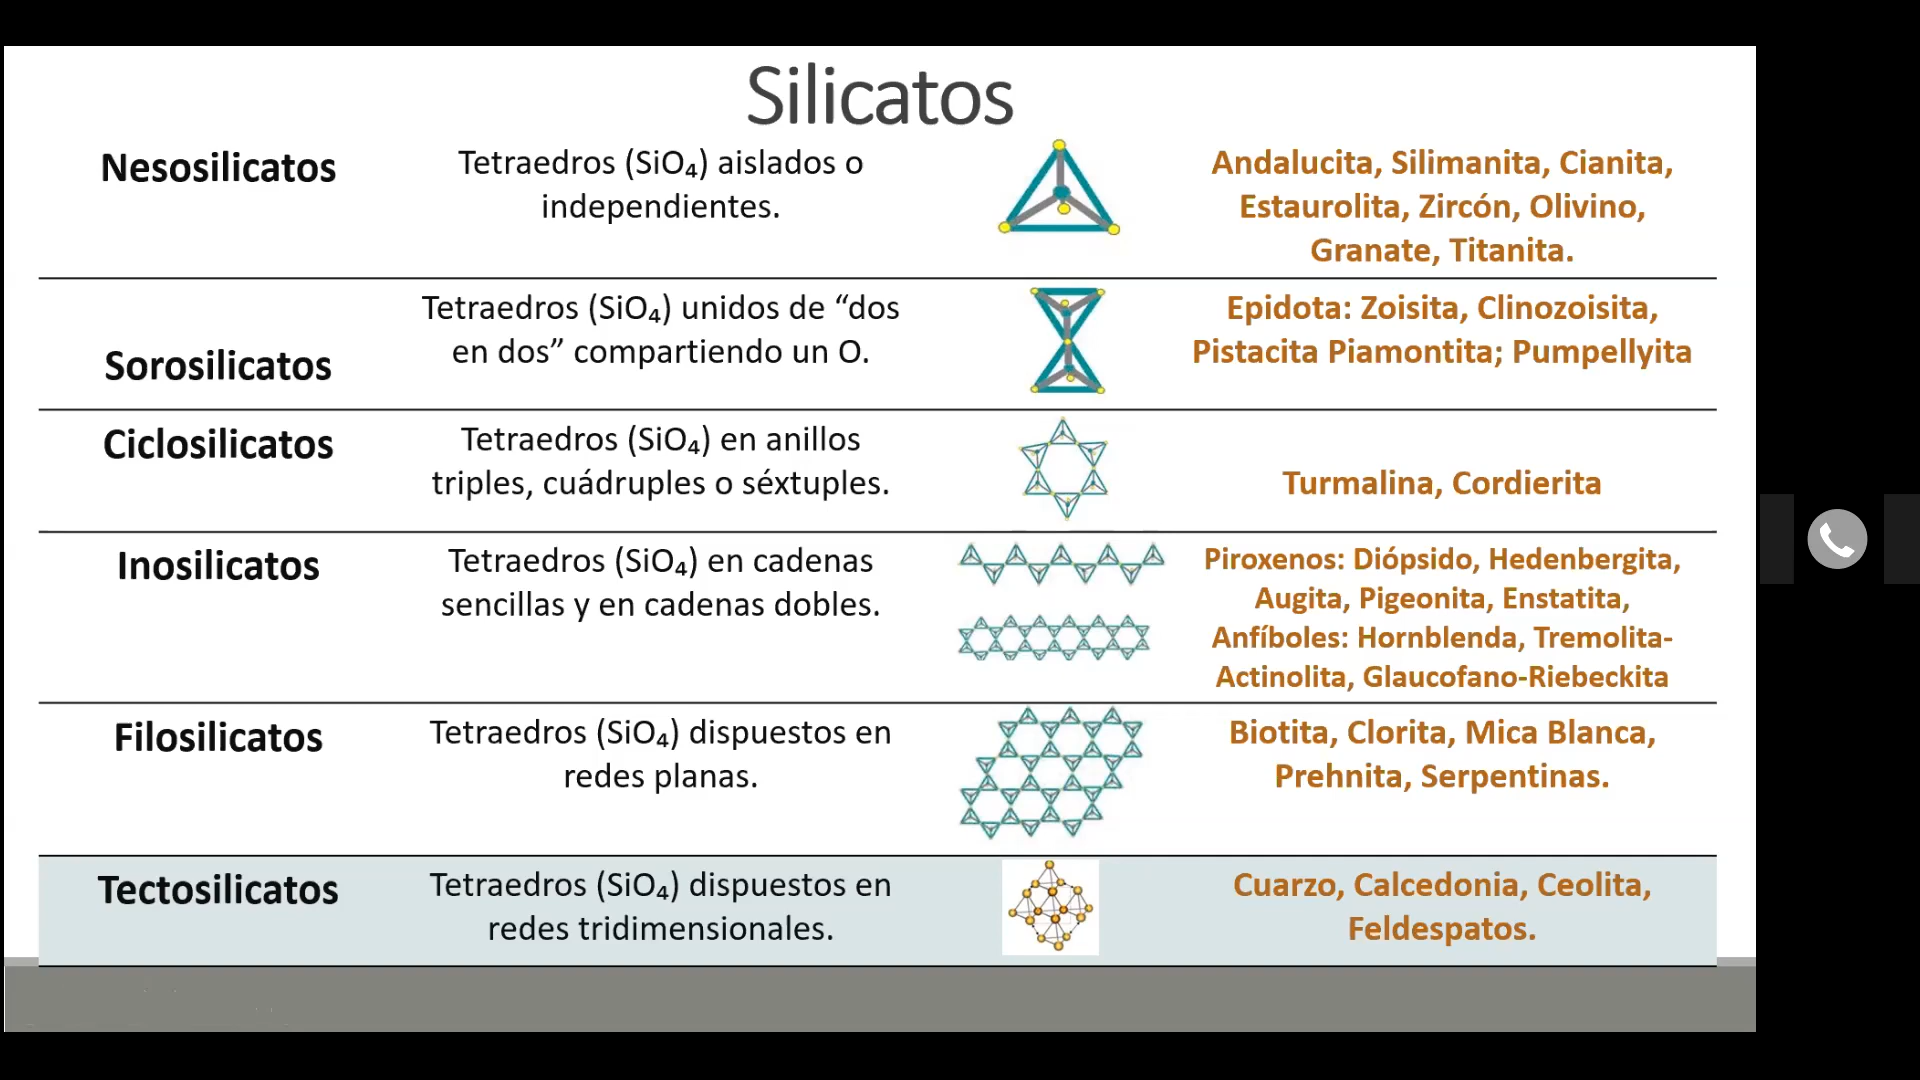 Silicatos
Nesosilicatos
Tetraedros (SiO₄) aislados o
independientes.
Andalucita, Silimanita, Cianita,
Estaurolita, Zircón, Olivino,
Granate, Titanita.
Sorosilicatos
Tetraedros (SiO₄) unidos de “dos
en dos” compartiendo un O.
Epidota: Zoisita, Clinozoisita,
Pistacita Piamontita; Pumpellyita
Ciclosilicatos
Tetraedros (SiO₄) en anillos
triples, cuádruples o séxtuples.
Turmalina, Cordierita
Inosilicatos
Tetraedros (SiO₄) en cadenas
sencillas y en cadenas dobles.
Piroxenos: Diópsido, Hedenbergita,
Augita, Pigeonita, Enstatita,
Anfíboles: Hornblenda, Tremolita-
Actinolita, Glaucofano-Riebeckita
Filosilicatos
Tetraedros (SiO₄) dispuestos en
redes planas.
Biotita, Clorita, Mica Blanca,
Prehnita, Serpentinas.
Tectosilicatos
Tetraedros (SiO₄) dispuestos en
redes tridimensionales.
Cuarzo, Calcedonia, Ceolita,
Feldespatos.